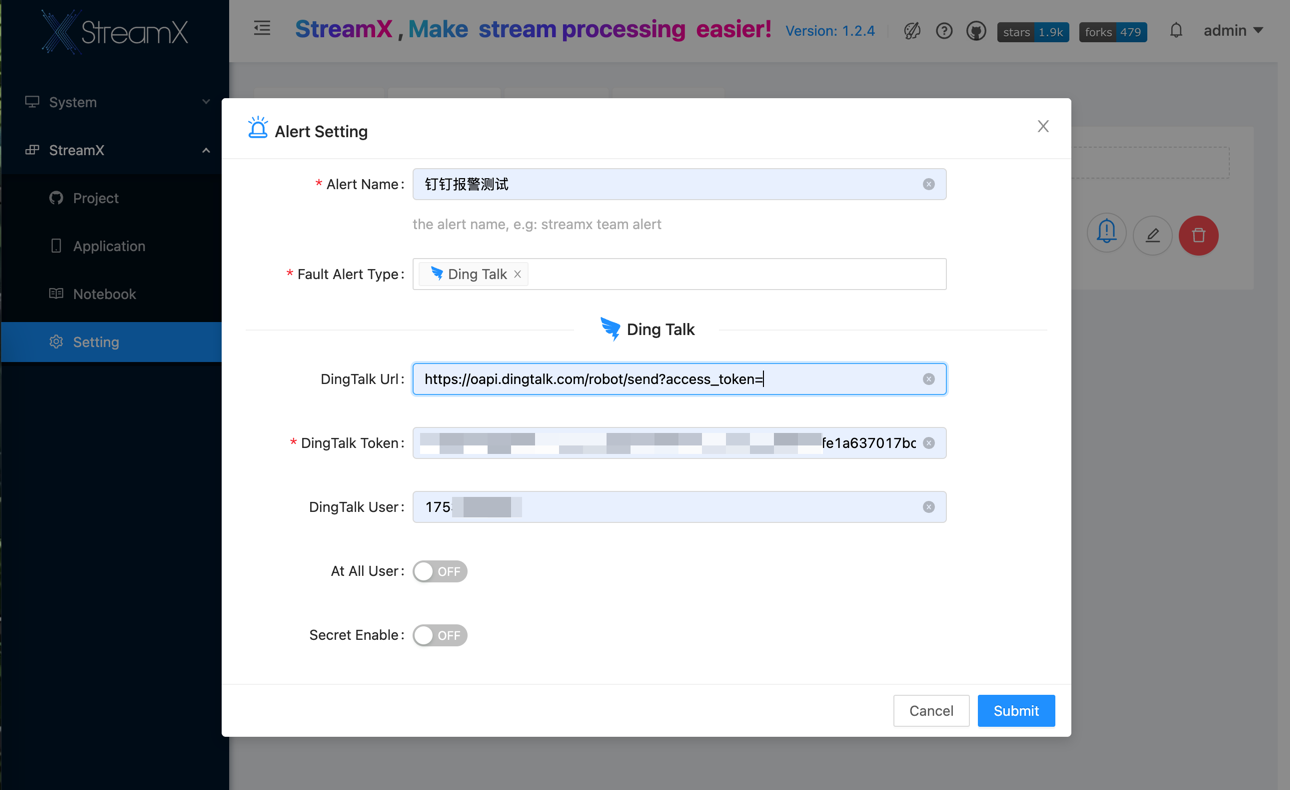 StreamX
StreamX , Make stream processing easier!
Version: 1.2.4
stars 1.9k
forks 479
admin
System
StreamX
Project
Application
Notebook
Setting
Alert Setting
* Alert Name:
钉钉报警测试
the alert name, e.g: streamx team alert
* Fault Alert Type:
Ding Talk
Ding Talk
DingTalk Url:
https://oapi.dingtalk.com/robot/send?access_token=
* DingTalk Token:
fe1a637017bc
DingTalk User:
175
At All User:
OFF
Secret Enable:
OFF
Cancel
Submit